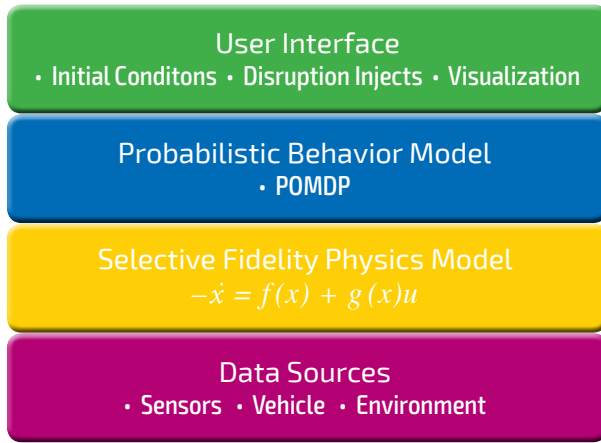 User Interface
• Initial Conditons • Disruption Injects • Visualization
Probabilistic Behavior Model
• POMDP
Selective Fidelity Physics Model
−ẋ = f(x) + g(x)u
Data Sources
• Sensors • Vehicle • Environment